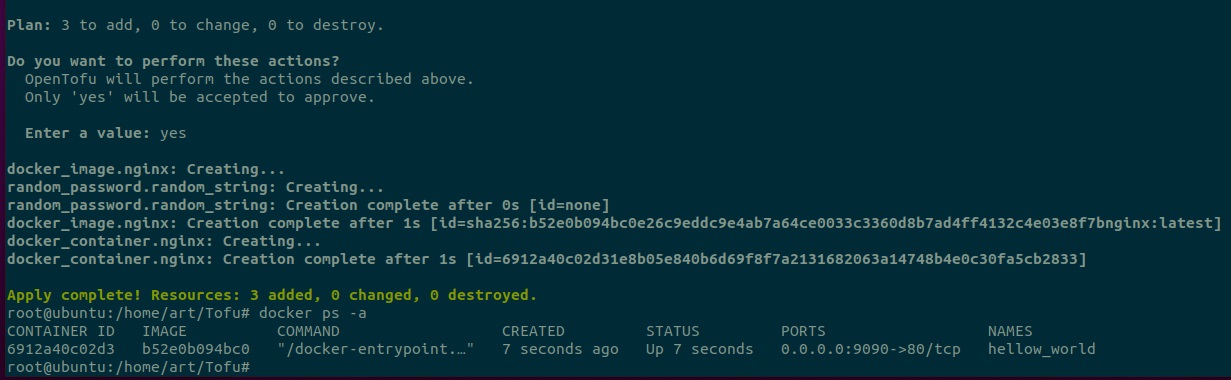 Plan: 3 to add, 0 to change, 0 to destroy.
Do you want to perform these actions?
OpenTofu will perform the actions described above.
Only 'yes' will be accepted to approve.
Enter a value: yes
docker_image.nginx: Creating...
random_password.random_string: Creating...
random_password.random_string: Creation complete after 0s [id=none]
docker_image.nginx: Creation complete after 1s [id=sha256:b52e0b094bc0e26c9eddc9e4ab7a64ce0033c3360d8b7ad4ff4132c4e03e8f7bnginx:latest]
docker_container.nginx: Creating...
docker_container.nginx: Creation complete after 1s [id=6912a40c02d31e8b05e840b6d69f8f7a2131682063a14748b4e0c30fa5cb2833]
Apply complete! Resources: 3 added, 0 changed, 0 destroyed.
root@ubuntu:/home/art/Tofu# docker ps -a
CONTAINER ID   IMAGE          COMMAND                  CREATED         STATUS         PORTS                  NAMES
6912a40c02d3   b52e0b094bc0   "/docker-entrypoint.…"   7 seconds ago   Up 7 seconds   0.0.0.0:9090->80/tcp   hellow_world
root@ubuntu:/home/art/Tofu#